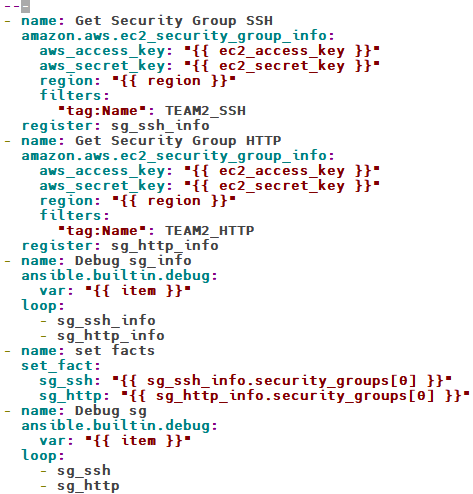 ---
- name: Get Security Group SSH
  amazon.aws.ec2_security_group_info:
    aws_access_key: "{{ ec2_access_key }}"
    aws_secret_key: "{{ ec2_secret_key }}"
    region: "{{ region }}"
    filters:
      "tag:Name": TEAM2_SSH
  register: sg_ssh_info
- name: Get Security Group HTTP
  amazon.aws.ec2_security_group_info:
    aws_access_key: "{{ ec2_access_key }}"
    aws_secret_key: "{{ ec2_secret_key }}"
    region: "{{ region }}"
    filters:
      "tag:Name": TEAM2_HTTP
  register: sg_http_info
- name: Debug sg_info
  ansible.builtin.debug:
    var: "{{ item }}"
  loop:
    - sg_ssh_info
    - sg_http_info
- name: set facts
  set_fact:
    sg_ssh: "{{ sg_ssh_info.security_groups[0] }}"
    sg_http: "{{ sg_http_info.security_groups[0] }}"
- name: Debug sg
  ansible.builtin.debug:
    var: "{{ item }}"
  loop:
    - sg_ssh
    - sg_http